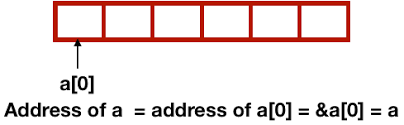 a[0]
Address of a = address of a[0] = &a[0] = a